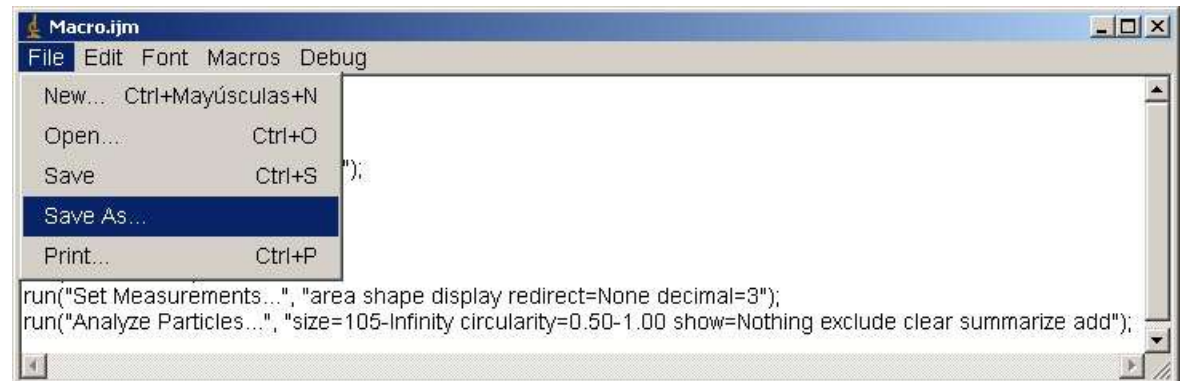 Macro.ijm
File Edit Font Macros Debug
New... Ctrl+Mayúsculas+N
Open... Ctrl+O
Save Ctrl+S
");
Save As...
Print... Ctrl+P
run("Set Measurements...", "area shape display redirect=None decimal=3");
run("Analyze Particles...", "size=105-Infinity circularity=0.50-1.00 show=Nothing exclude clear summarize add");